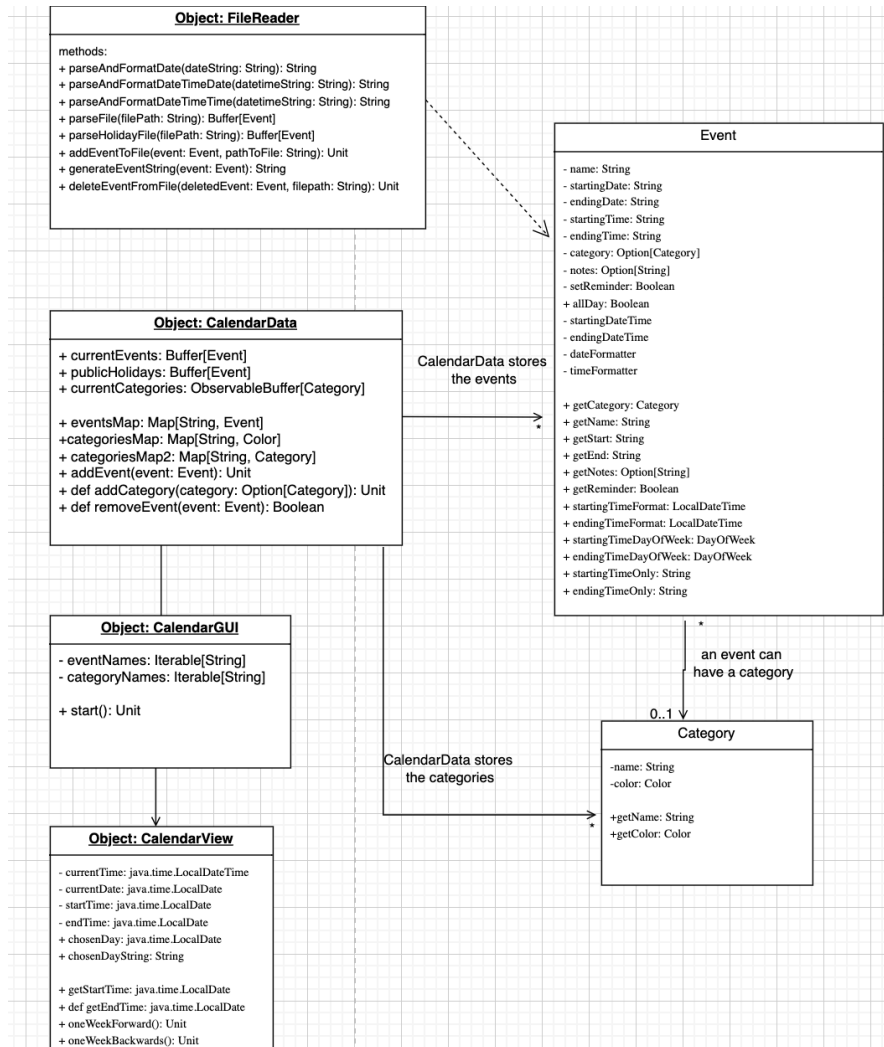 Object: FileReader
methods:
+ parseAndFormatDate(dateString: String): String
+ parseAndFormatDateTimeDate(datetimeString: String): String
+ parseAndFormatDateTimeTime(datetimeString: String): String
+ parseFile(filePath: String): Buffer[Event]
+ parseHolidayFile(filePath: String): Buffer[Event]
+ addEventToFile(event: Event, pathToFile: String): Unit
+ generateEventString(event: Event): String
+ deleteEventFromFile(deletedEvent: Event, filepath: String): Unit
Event
- name: String
- startingDate: String
- endingDate: String
- startingTime: String
- endingTime: String
- category: Option[Category]
- notes: Option[String]
- setReminder: Boolean
+ allDay: Boolean
- startingDateTime
- endingDateTime
- dateFormatter
- timeFormatter
+ getCategory: Category
+ getName: String
+ getStart: String
+ getEnd: String
+ getNotes: Option[String]
+ getReminder: Boolean
+ startingTimeFormat: LocalDateTime
+ endingTimeFormat: LocalDateTime
+ startingTimeDayOfWeek: DayOfWeek
+ endingTimeDayOfWeek: DayOfWeek
+ startingTimeOnly: String
+ endingTimeOnly: String
Object: CalendarData
+ currentEvents: Buffer[Event]
+ publicHolidays: Buffer[Event]
+ currentCategories: ObservableBuffer[Category]
+ eventsMap: Map[String, Event]
+categoriesMap: Map[String, Color]
+ categoriesMap2: Map[String, Category]
+ addEvent(event: Event): Unit
+ def addCategory(category: Option[Category]): Unit
+ def removeEvent(event: Event): Boolean
CalendarData stores
the events
*
Object: CalendarGUI
- eventNames: Iterable[String]
- categoryNames: Iterable[String]
+ start(): Unit
*
an event can
have a category
0..1
Category
-name: String
-color: Color
+getName: String
+getColor: Color
CalendarData stores
the categories
*
Object: CalendarView
- currentTime: java.time.LocalDateTime
- currentDate: java.time.LocalDate
- startTime: java.time.LocalDate
- endTime: java.time.LocalDate
+ chosenDay: java.time.LocalDate
+ chosenDayString: String
+ getStartTime: java.time.LocalDate
+ def getEndTime: java.time.LocalDate
+ oneWeekForward(): Unit
+ oneWeekBackwards(): Unit